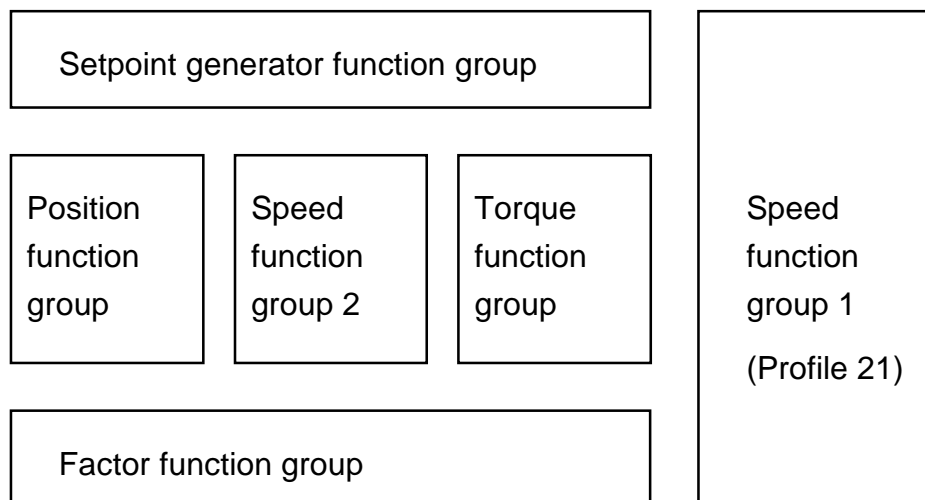 Setpoint generator function group
Position
function
group
Speed
function
group 2
Torque
function
group
Speed
function
group 1
(Profile 21)
Factor function group